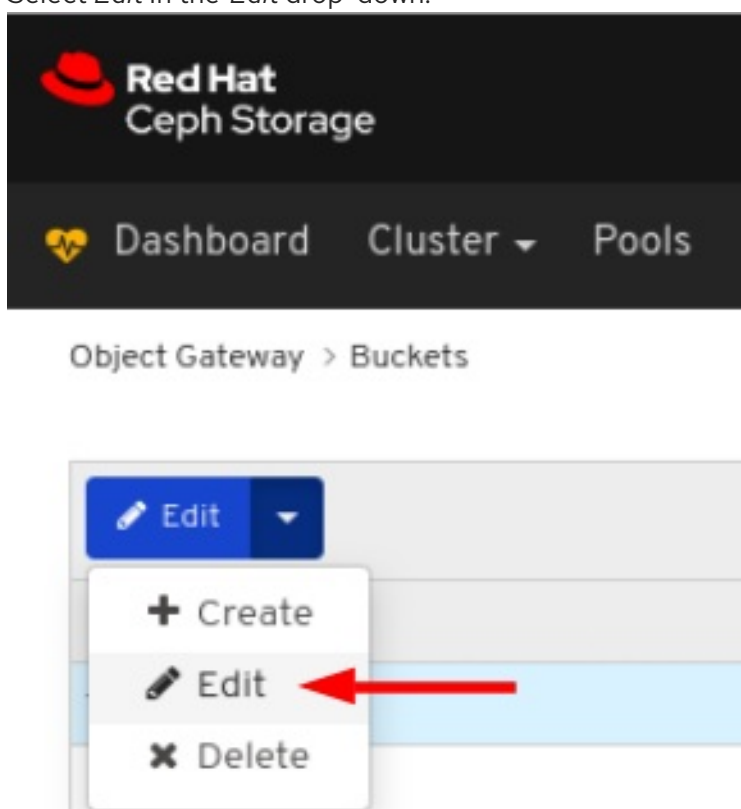 Select Edit in the Edit drop-down.
Red Hat
Ceph Storage
Dashboard Cluster Pools
Object Gateway > Buckets
Edit
Create
Edit
Delete